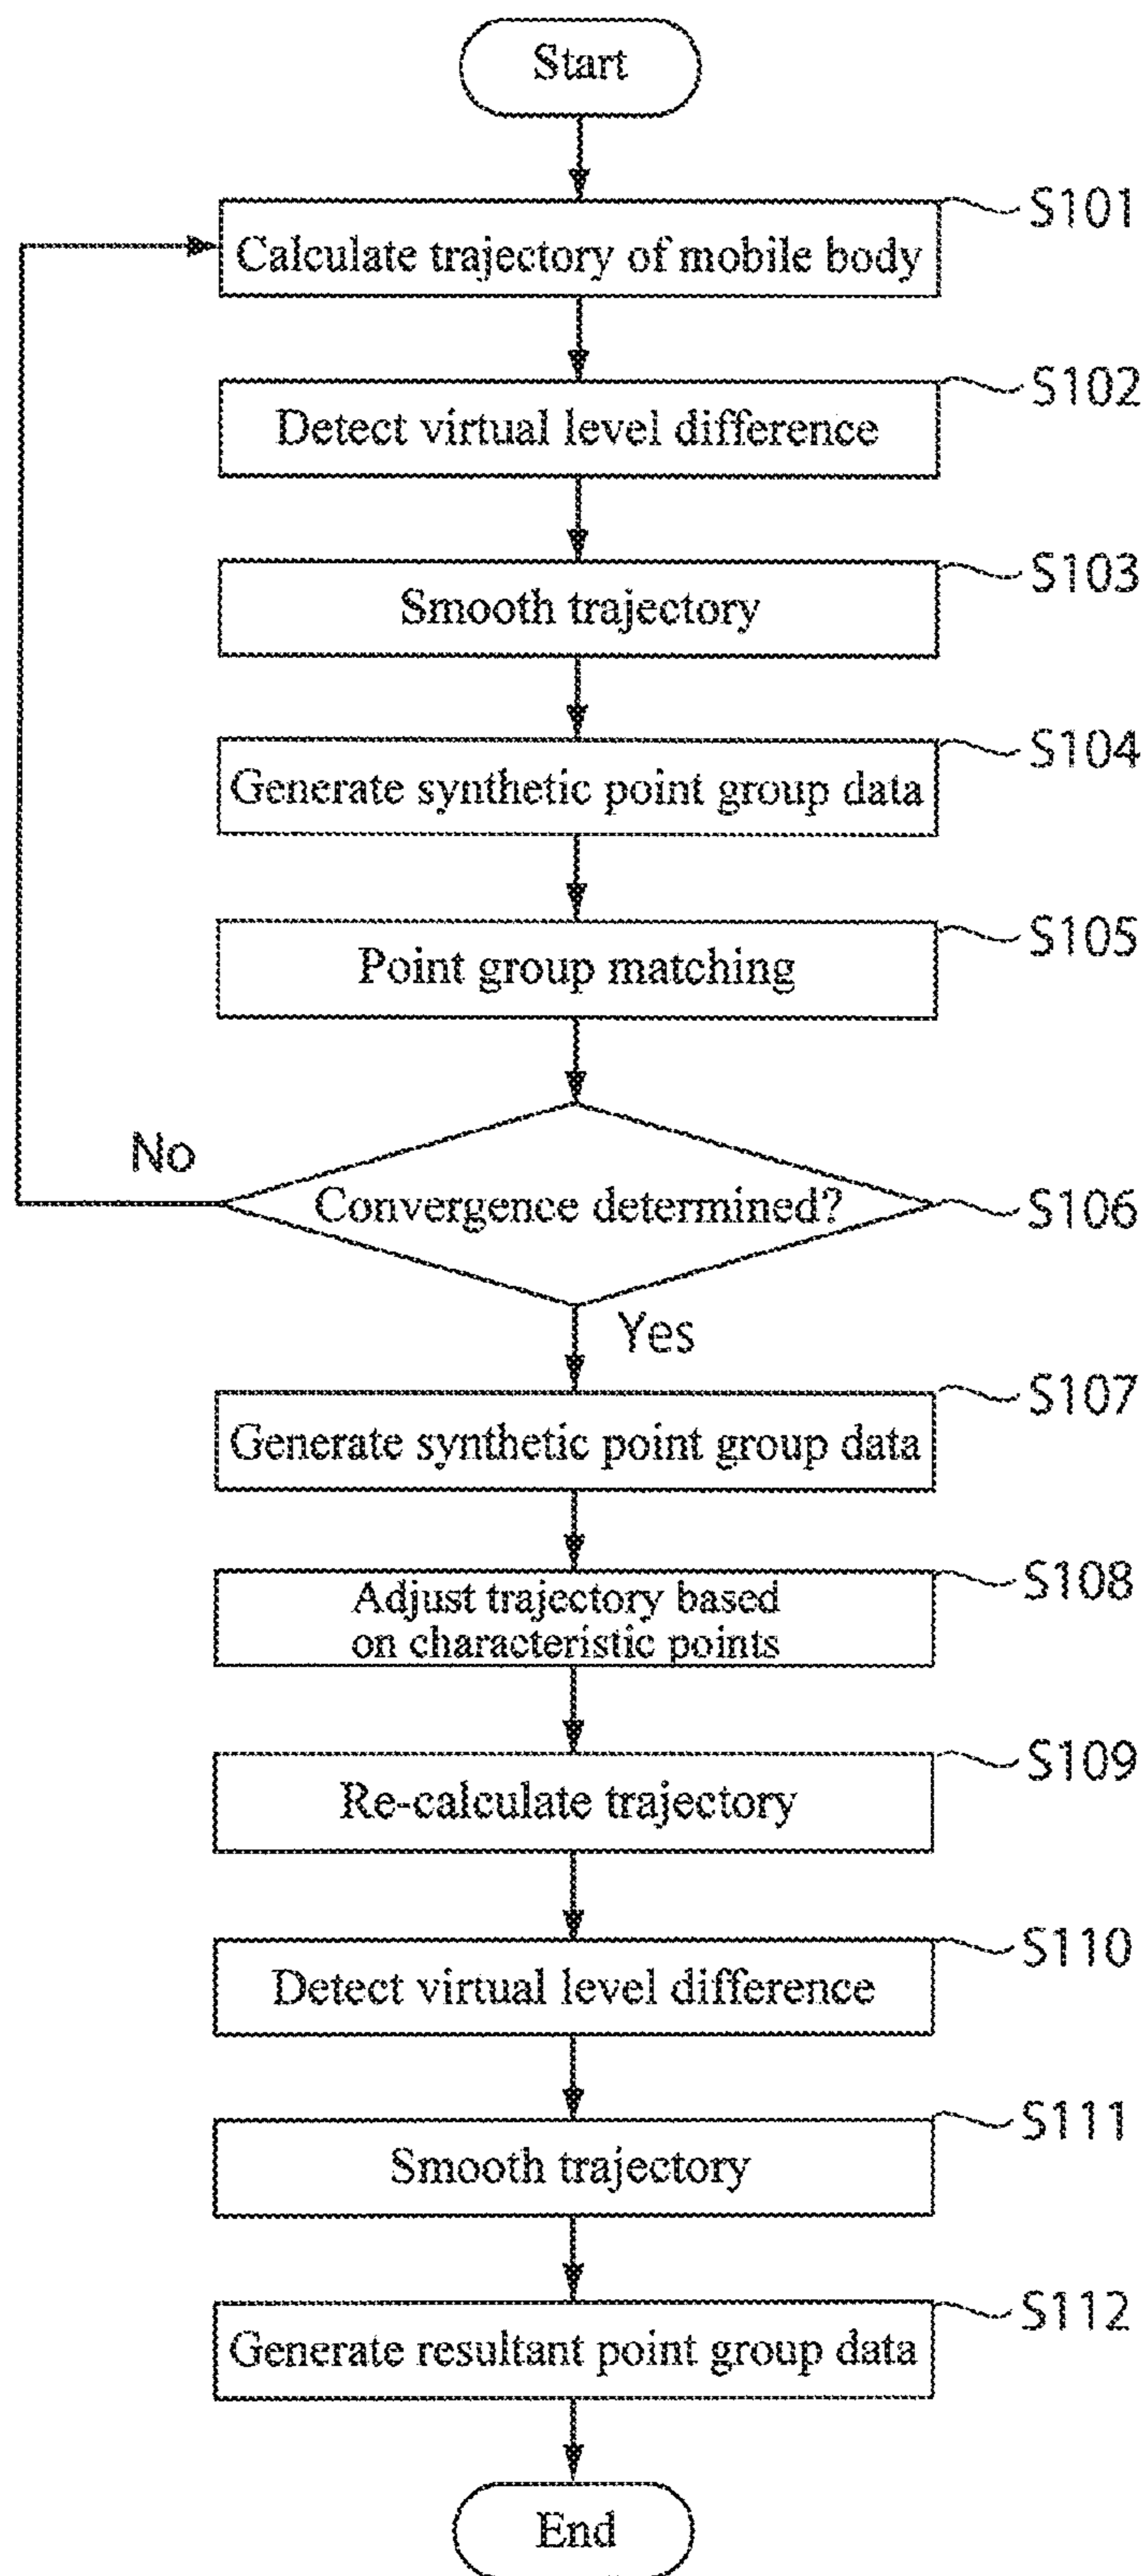 Start
S101
Calculate trajectory of mobile body
S102
Detect virtual level difference
S103
Smooth trajectory
S104
Generate synthetic point group data
S105
Point group matching
No
Convergence determined?
S106
Yes
S107
Generate synthetic point group data
S108
Adjust trajectory based
on characteristic points
S109
Re-calculate trajectory
S110
Detect virtual level difference
S111
Smooth trajectory
S112
Generate resultant point group data
End